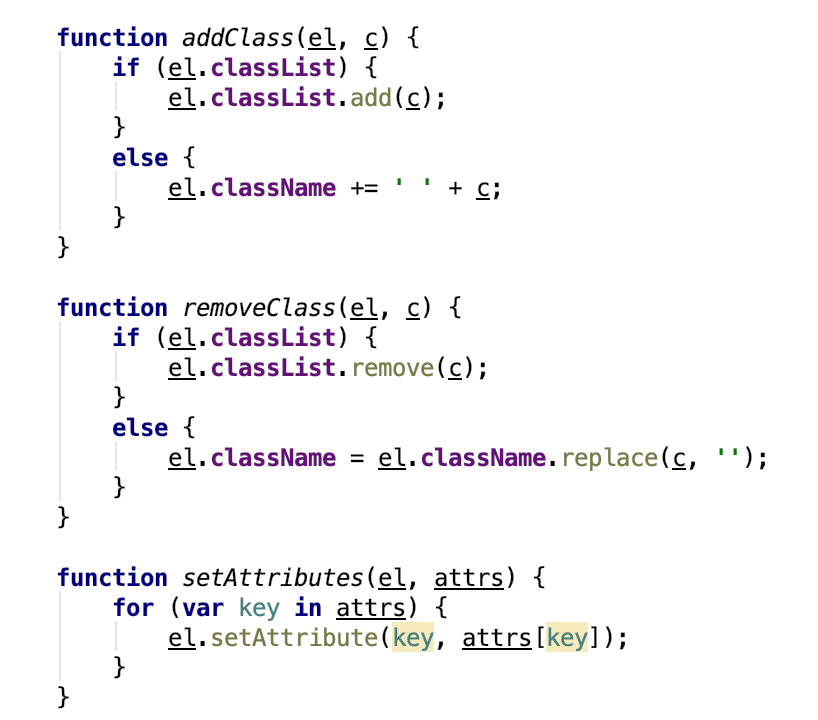 function addClass(el, c) {
    if (el.classList) {
        el.classList.add(c);
    }
    else {
        el.className += ' ' + c;
    }
}

function removeClass(el, c) {
    if (el.classList) {
        el.classList.remove(c);
    }
    else {
        el.className = el.className.replace(c, '');
    }
}

function setAttributes(el, attrs) {
    for (var key in attrs) {
        el.setAttribute(key, attrs[key]);
    }
}